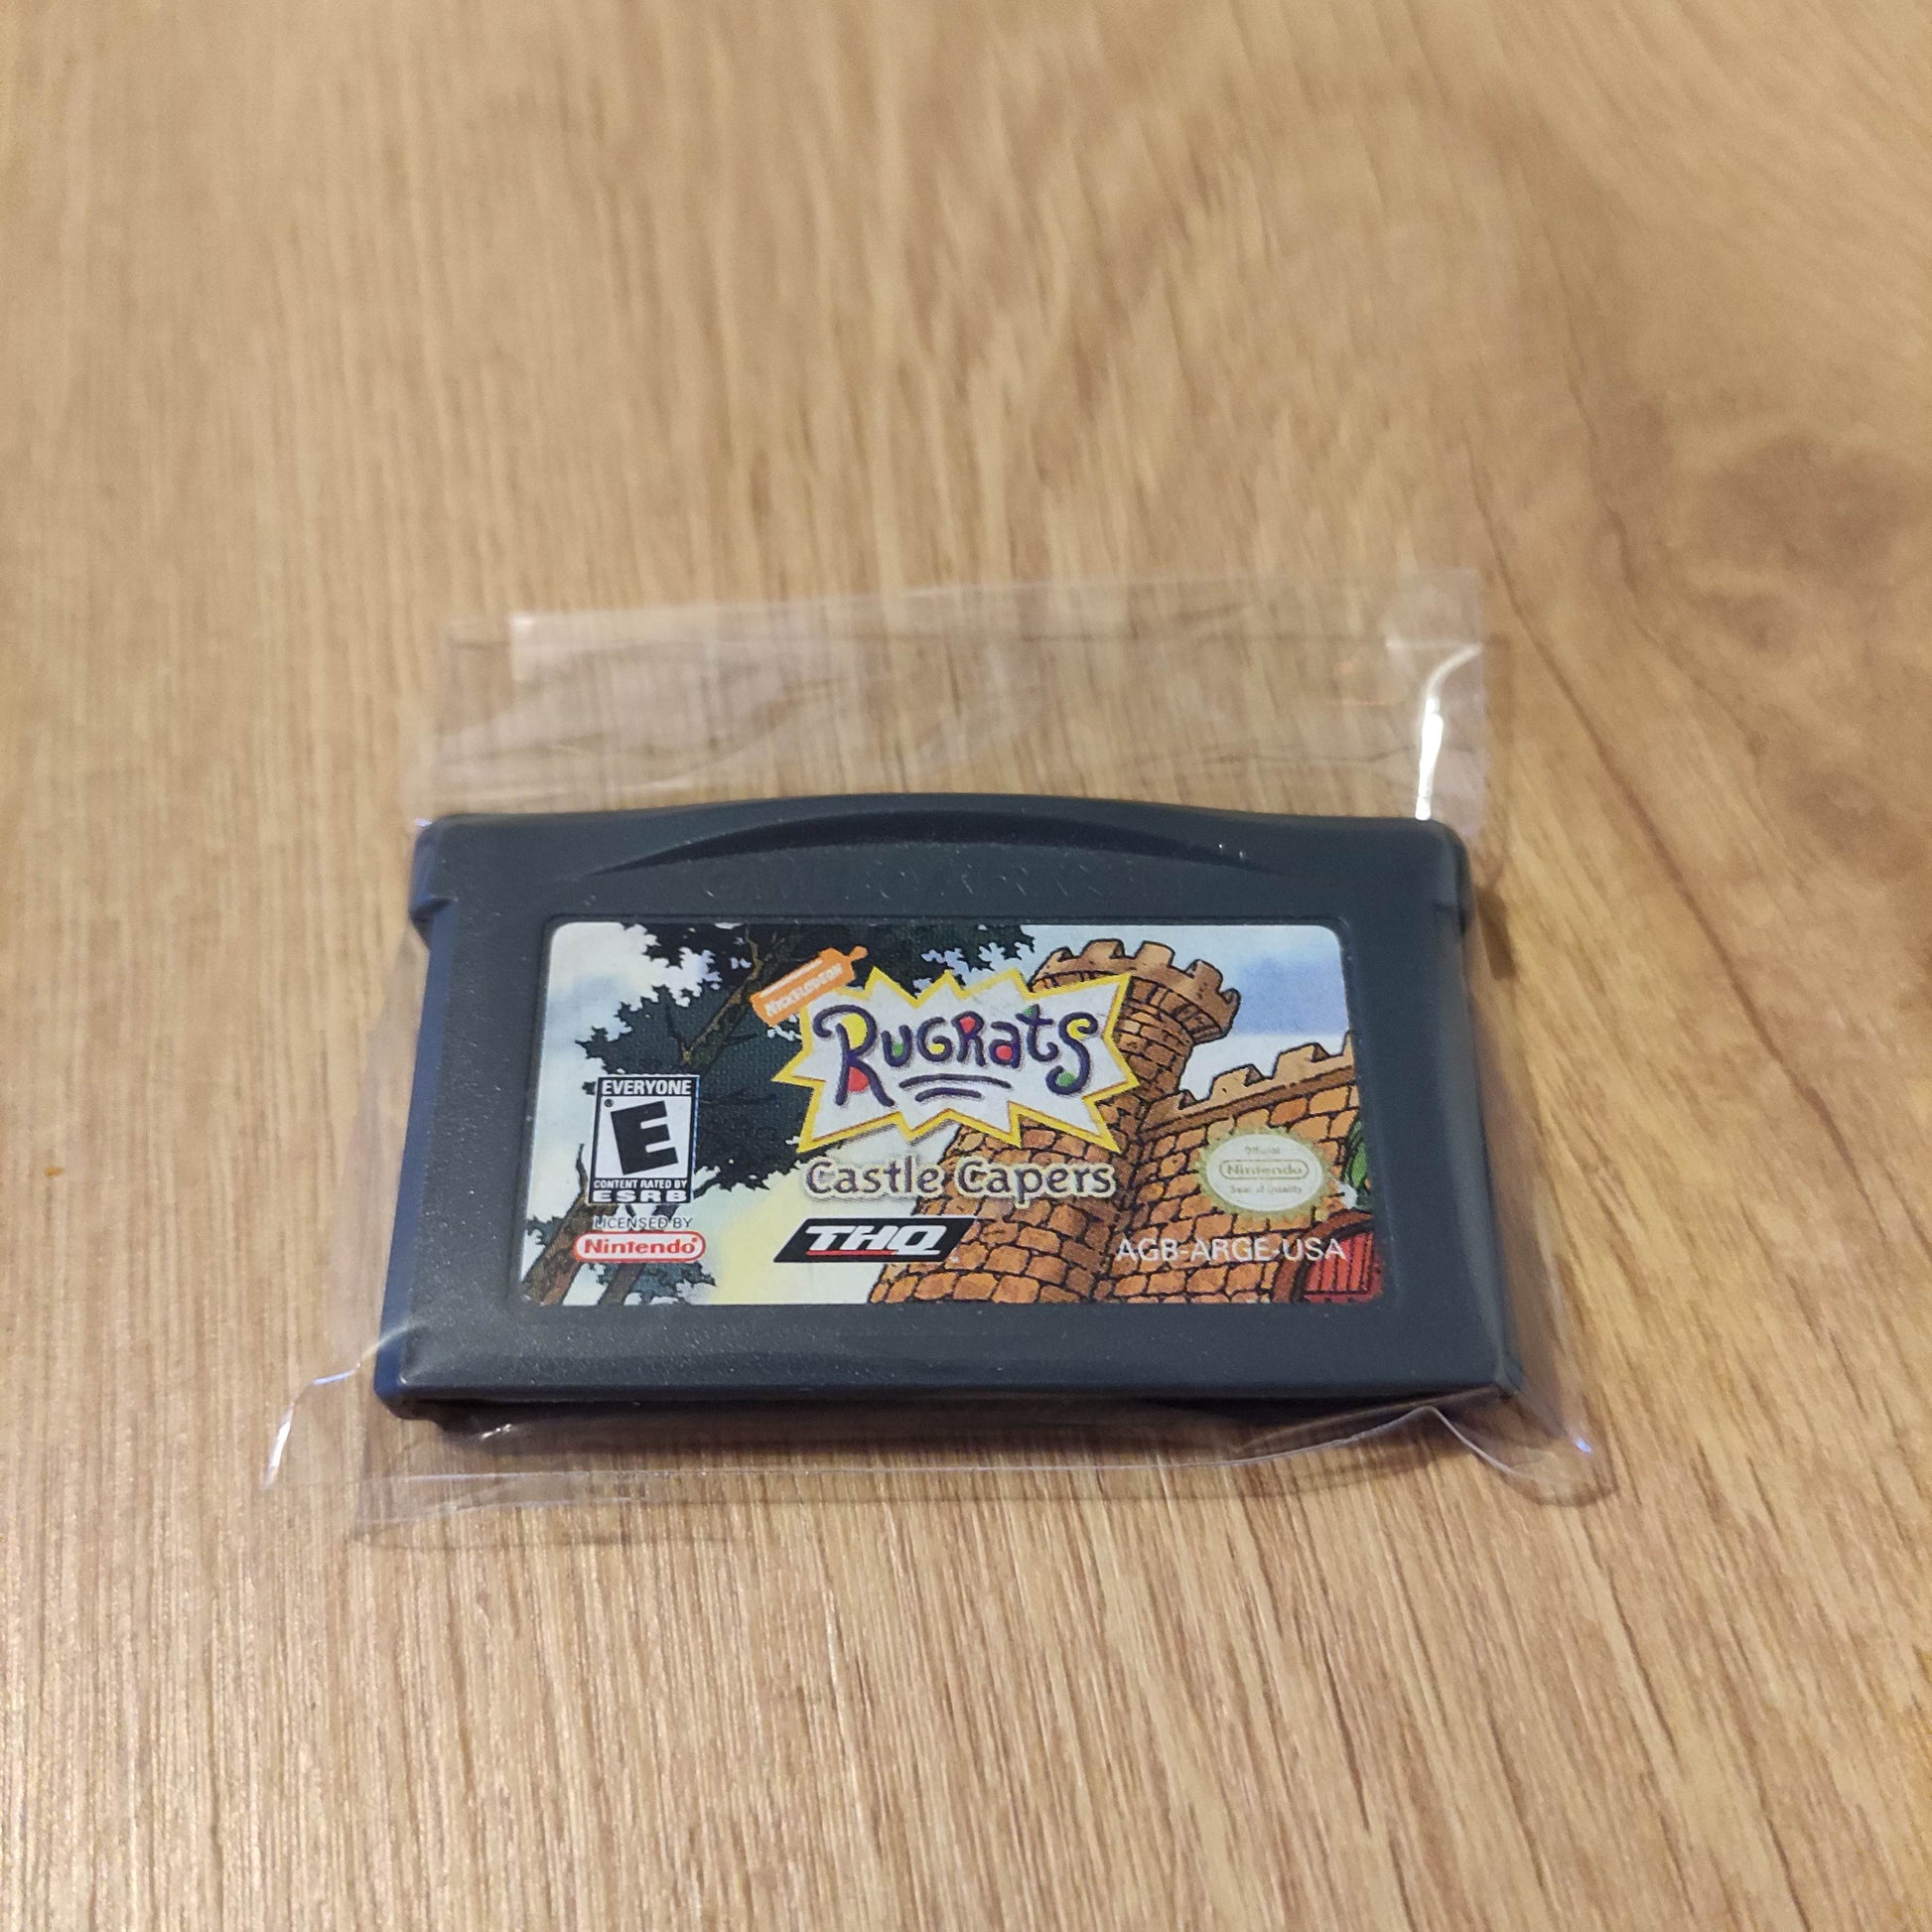 NICKELODEON
RUGRatS
Castle Capers
EVERYONE
E
CONTENT RATED BY
ESRB
LICENSED BY
Nintendo®
THQ
Official
Nintendo
Seal of Quality
AGB-ARGE-USA